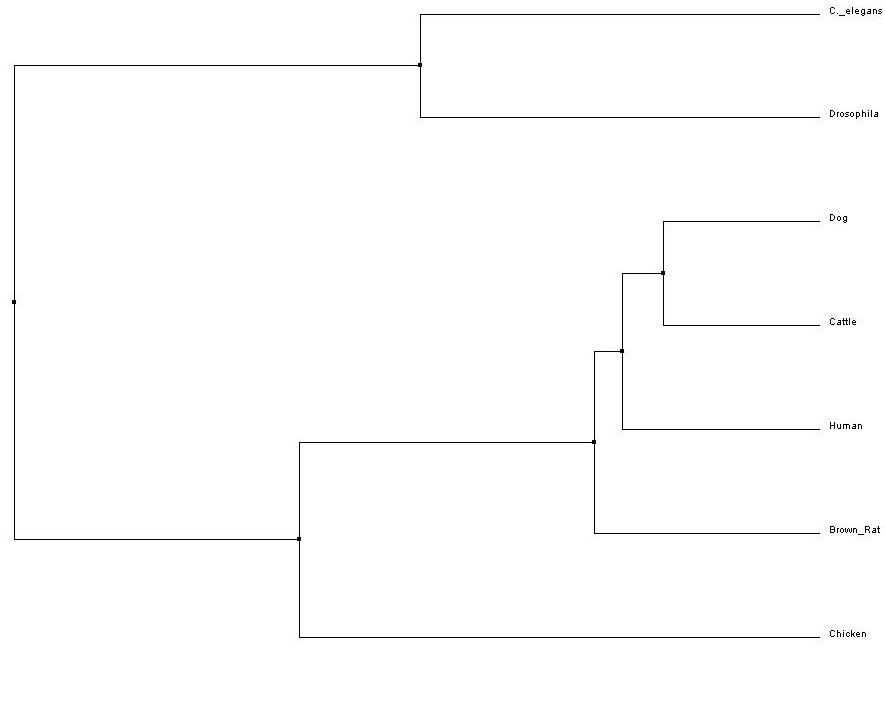 C._elegans
Drosophila
Dog
Cattle
Human
Brown_Rat
Chicken